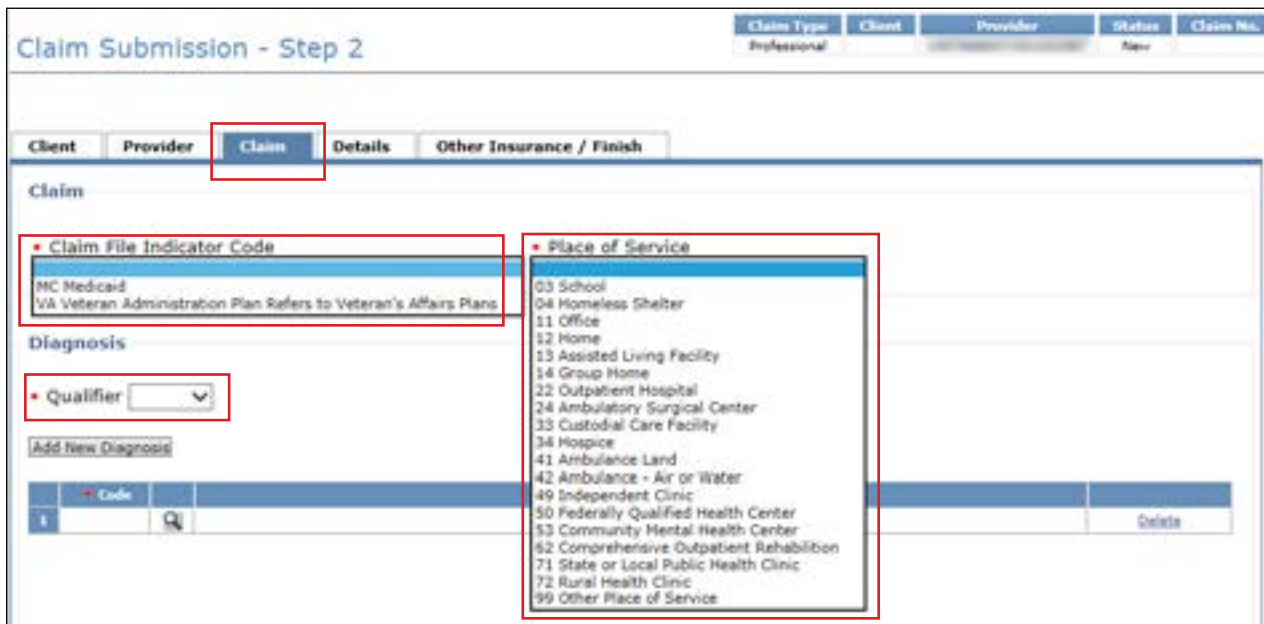 Claim Submission - Step 2
Claim Type Client Provider Status Claim No.
Professional New
Client Provider Claim Details Other Insurance / Finish
Claim
• Claim File Indicator Code
MC Medicaid
VA Veteran Administration Plan Refers to Veteran's Affairs Plans
• Place of Service
03 School
04 Homeless Shelter
11 Office
12 Home
13 Assisted Living Facility
14 Group Home
22 Outpatient Hospital
24 Ambulatory Surgical Center
33 Custodial Care Facility
34 Hospice
41 Ambulance Land
42 Ambulance - Air or Water
49 Independent Clinic
50 Federally Qualified Health Center
53 Community Mental Health Center
62 Comprehensive Outpatient Rehabilition
71 State or Local Public Health Clinic
72 Rural Health Clinic
99 Other Place of Service
Diagnosis
• Qualifier
Add New Diagnosis
• Code
1 Delete